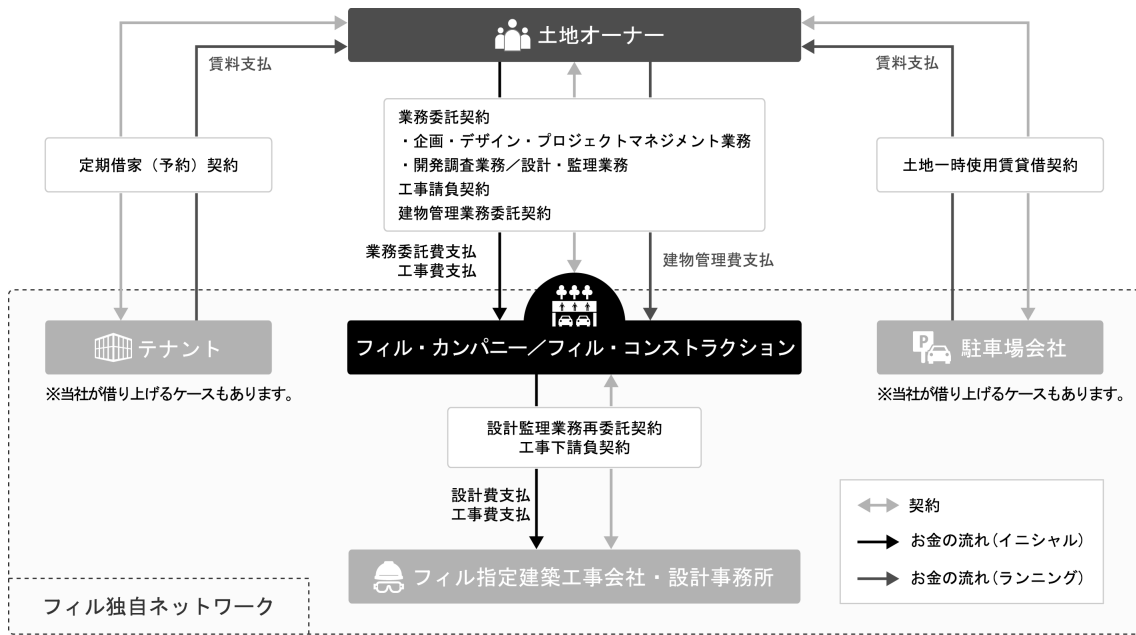 土地オーナー
賃料支払
賃料支払
業務委託契約
・企画・デザイン・プロジェクトマネジメント業務
・開発調査業務／設計・監理業務
工事請負契約
建物管理業務委託契約
定期借家（予約）契約
土地一時使用賃貸借契約
業務委託費支払
工事費支払
建物管理費支払
テナント
フィル・カンパニー／フィル・コンストラクション
P
駐車場会社
※当社が借り上げるケースもあります。
※当社が借り上げるケースもあります。
設計監理業務再委託契約
工事下請負契約
設計費支払
工事費支払
契約
お金の流れ（イニシャル）
お金の流れ（ランニング）
フィル指定建築工事会社・設計事務所
フィル独自ネットワーク